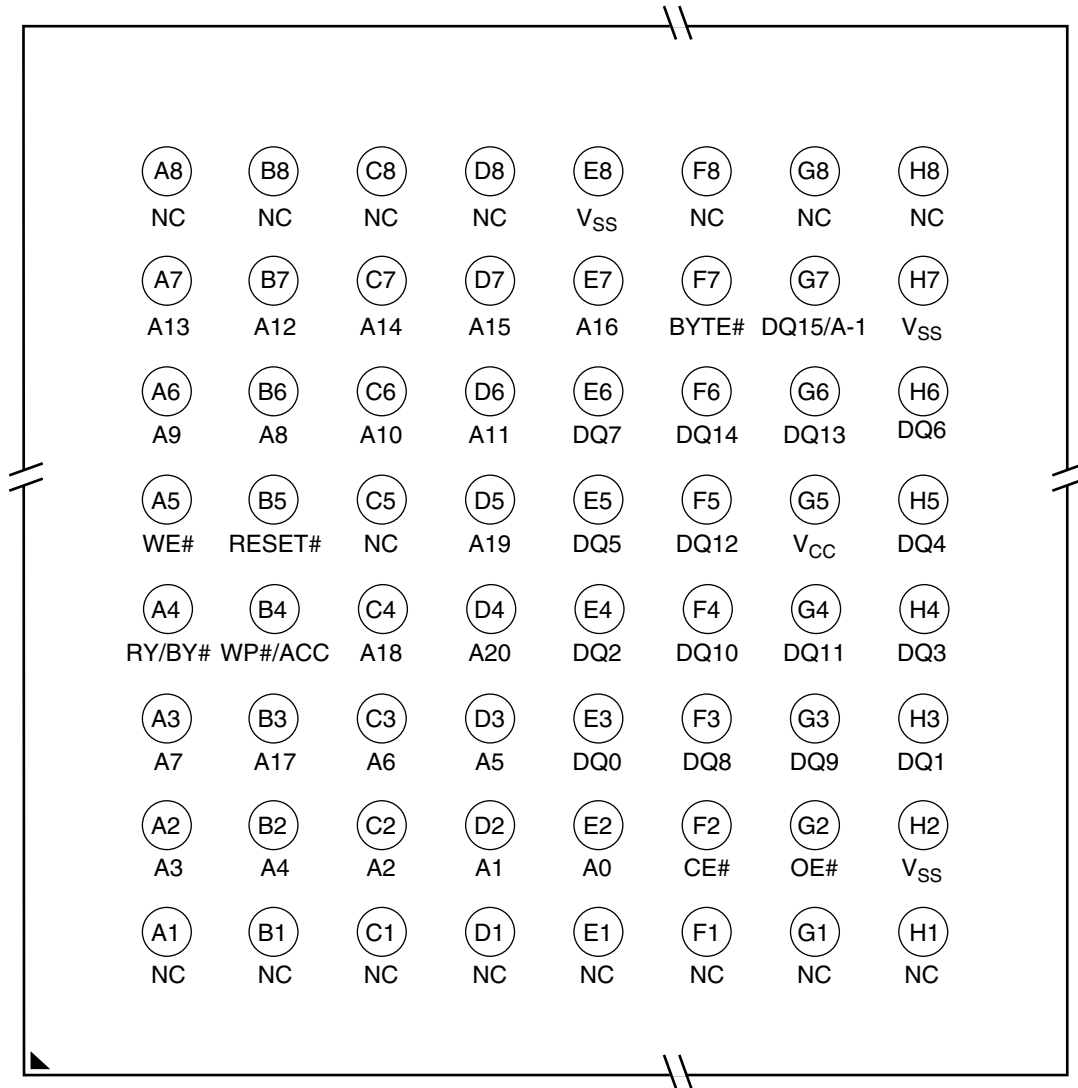 A8 B8 C8 D8 E8 F8 G8 H8
NC NC NC NC VSS NC NC NC
A7 B7 C7 D7 E7 F7 G7 H7
A13 A12 A14 A15 A16 BYTE# DQ15/A-1 VSS
A6 B6 C6 D6 E6 F6 G6 H6
A9 A8 A10 A11 DQ7 DQ14 DQ13 DQ6
A5 B5 C5 D5 E5 F5 G5 H5
WE# RESET# NC A19 DQ5 DQ12 VCC DQ4
A4 B4 C4 D4 E4 F4 G4 H4
RY/BY# WP#/ACC A18 A20 DQ2 DQ10 DQ11 DQ3
A3 B3 C3 D3 E3 F3 G3 H3
A7 A17 A6 A5 DQ0 DQ8 DQ9 DQ1
A2 B2 C2 D2 E2 F2 G2 H2
A3 A4 A2 A1 A0 CE# OE# VSS
A1 B1 C1 D1 E1 F1 G1 H1
NC NC NC NC NC NC NC NC